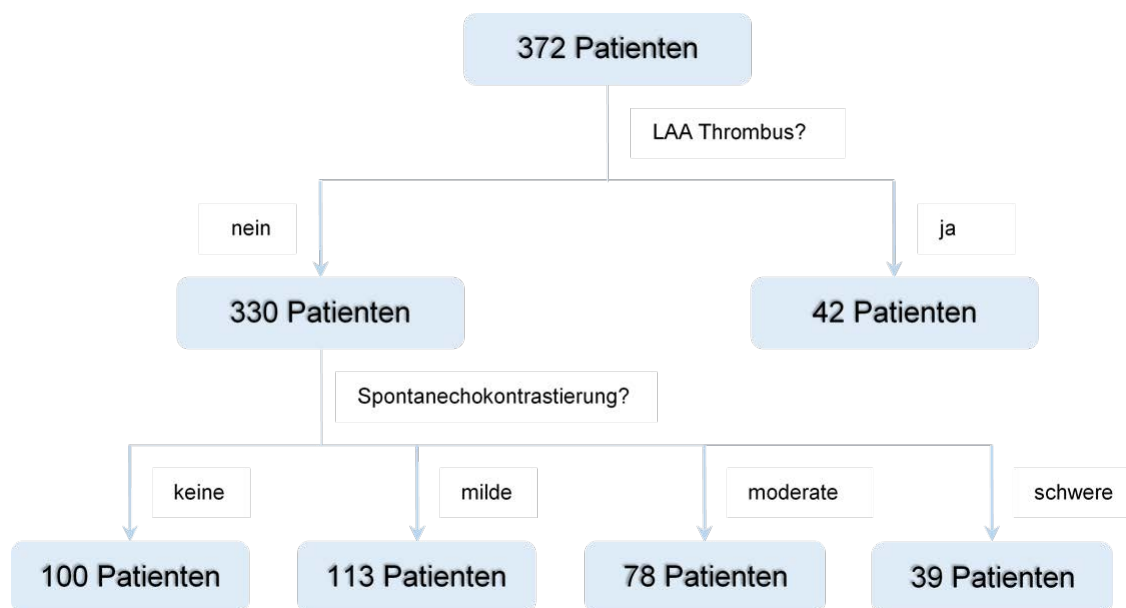 372 Patienten
LAA Thrombus?
nein
ja
330 Patienten
42 Patienten
Spontanechokontrastierung?
keine
milde
moderate
schwere
100 Patienten
113 Patienten
78 Patienten
39 Patienten